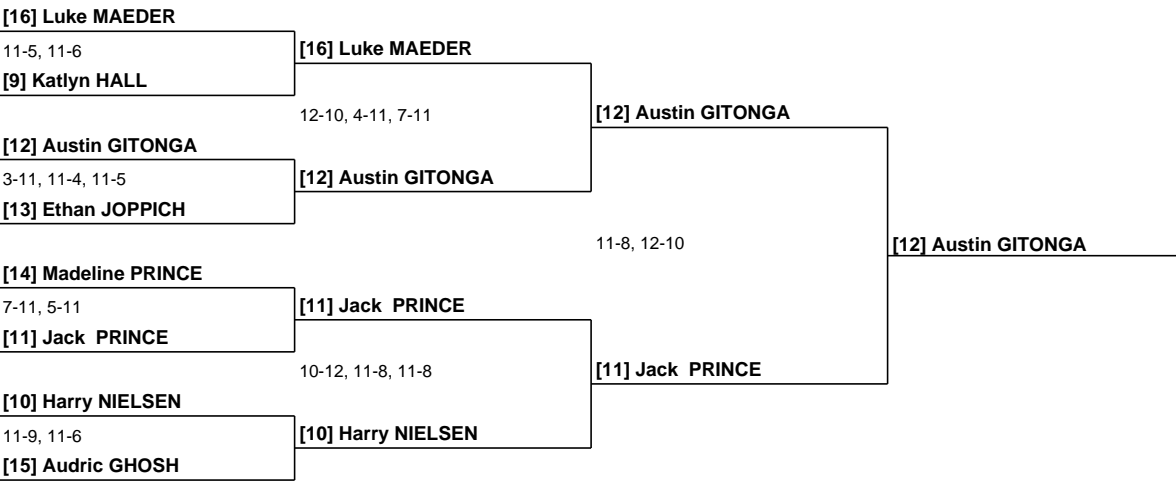 [16] Luke MAEDER
11-5, 11-6
[16] Luke MAEDER
[9] Katlyn HALL
12-10, 4-11, 7-11
[12] Austin GITONGA
[12] Austin GITONGA
3-11, 11-4, 11-5
[12] Austin GITONGA
[13] Ethan JOPPICH
11-8, 12-10
[12] Austin GITONGA
[14] Madeline PRINCE
7-11, 5-11
[11] Jack  PRINCE
[11] Jack  PRINCE
10-12, 11-8, 11-8
[11] Jack  PRINCE
[10] Harry NIELSEN
11-9, 11-6
[10] Harry NIELSEN
[15] Audric GHOSH